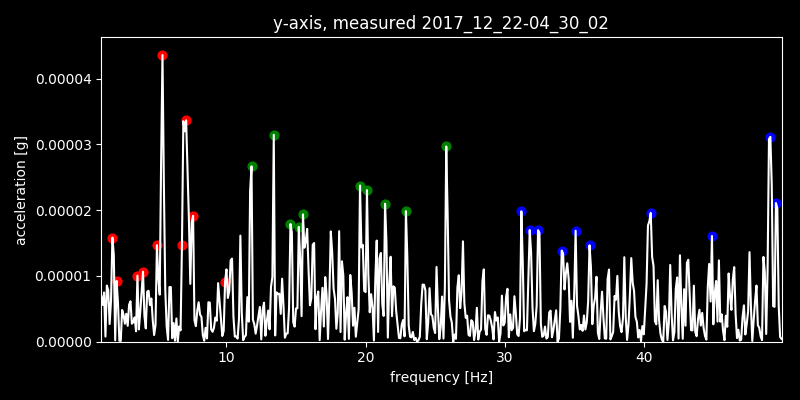 y-axis, measured 2017_12_22-04_30_02
0.00004
0.00003
0.00002
0.00001
0.00000
acceleration [g]
10 20 30 40
frequency [Hz]